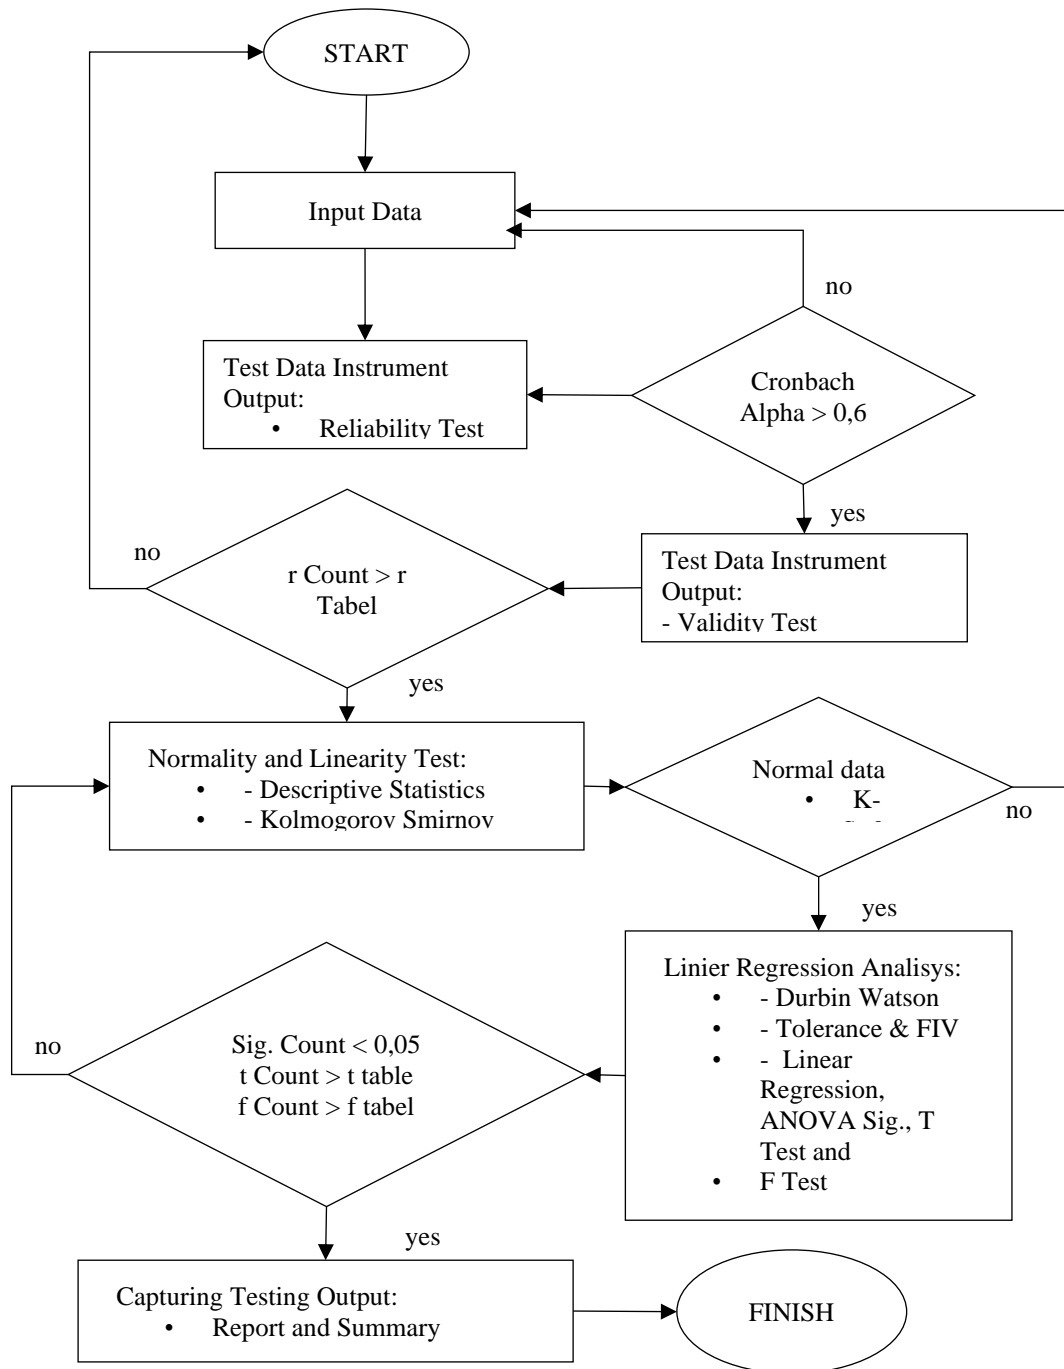 START
Input Data
no
Test Data Instrument
Output:
• Reliability Test
Cronbach
Alpha > 0,6
yes
no
r Count > r
Tabel
Test Data Instrument
Output:
- Validity Test
yes
Normality and Linearity Test:
• - Descriptive Statistics
• - Kolmogorov Smirnov
Normal data
• K-
no
yes
Linier Regression Analisys:
• - Durbin Watson
• - Tolerance & FIV
• - Linear
Regression,
ANOVA Sig., T
Test and
• F Test
no
Sig. Count < 0,05
t Count > t table
f Count > f tabel
yes
Capturing Testing Output:
• Report and Summary
FINISH